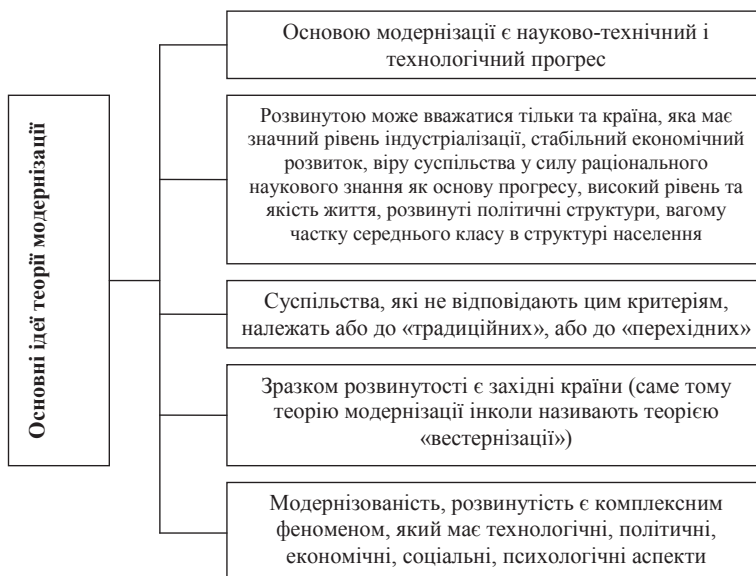 Основні ідеї теорії модернізації
Основою модернізації є науково-технічний і
технологічний прогрес
Розвинутою може вважатися тільки та країна, яка має
значний рівень індустріалізації, стабільний економічний
розвиток, віру суспільства у силу раціонального
наукового знання як основу прогресу, високий рівень та
якість життя, розвинуті політичні структури, вагому
частку середнього класу в структурі населення
Суспільства, які не відповідають цим критеріям,
належать або до «традиційних», або до «перехідних»
Зразком розвинутості є західні країни (саме тому
теорію модернізації інколи називають теорією
«вестернізації»)
Модернізованість, розвинутість є комплексним
феноменом, який має технологічні, політичні,
економічні, соціальні, психологічні аспекти